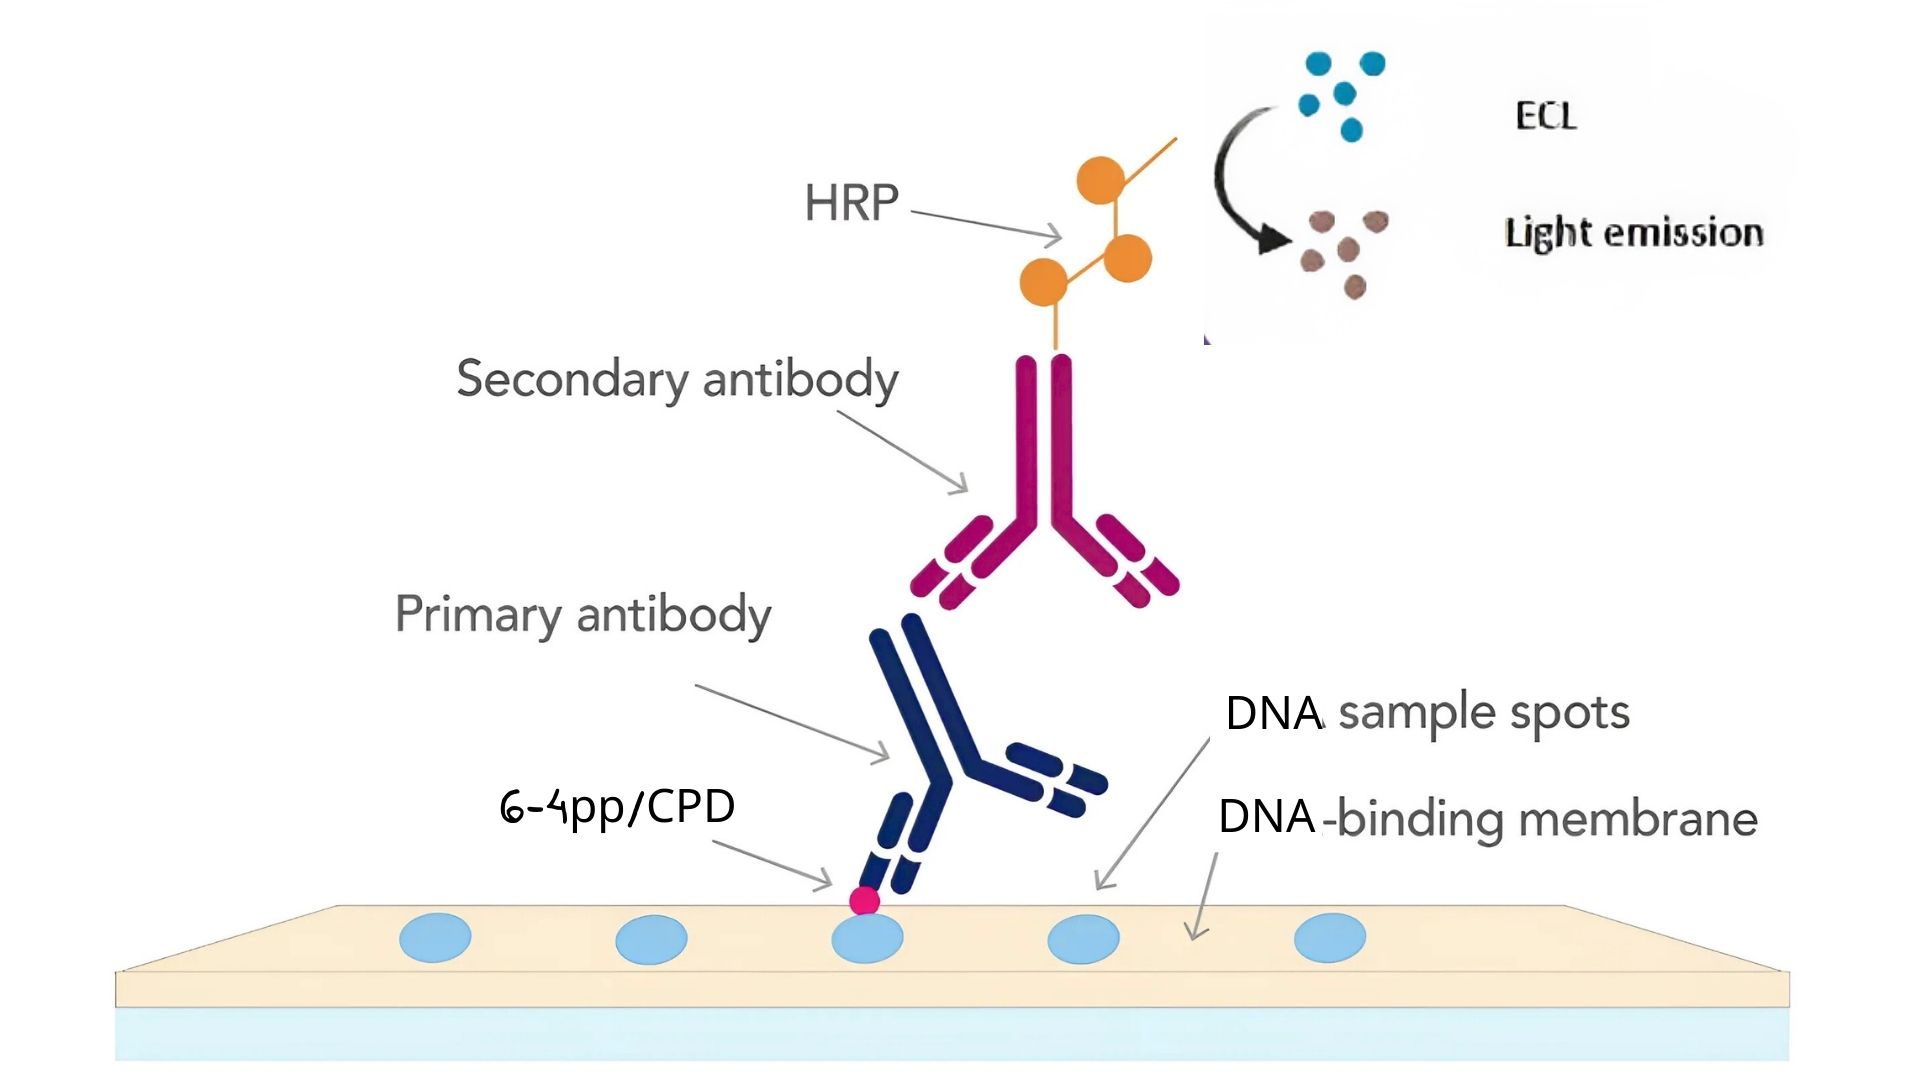 ECL
HRP
Light emission
Secondary antibody
Primary antibody
DNA sample spots
6-4pp/CPD
DNA-binding membrane